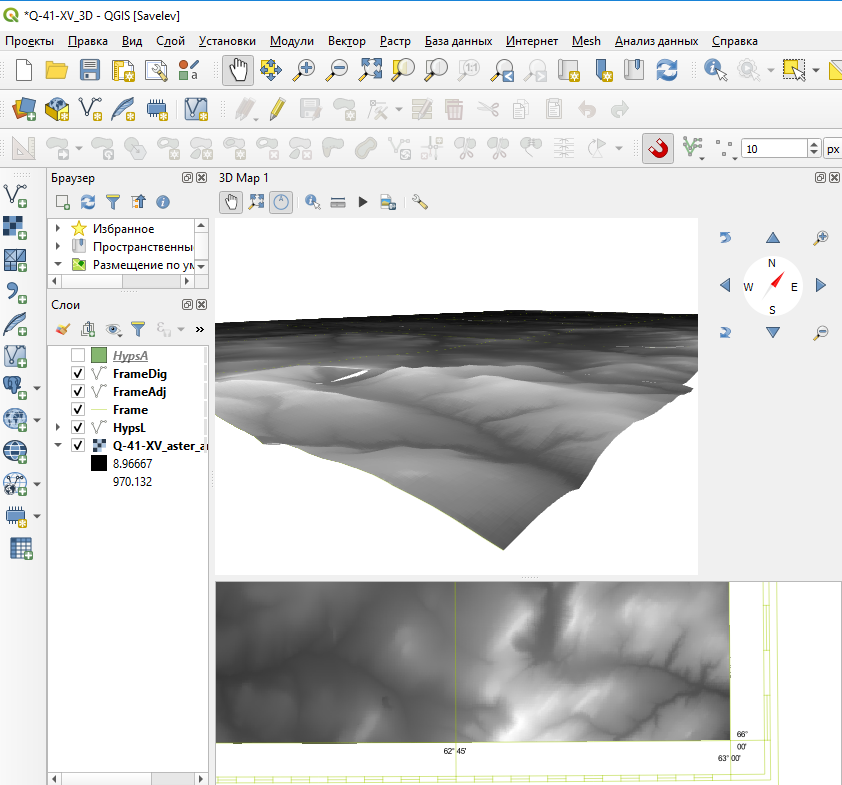 *Q-41-XV_3D - QGIS [Savelev]
Проекты Правка Вид Слой Установки Модули Вектор Растр База данных Интернет Mesh Анализ данных Справка
a
1:1
10 px
Браузер
3D Map 1
Избранное
Пространственны
Размещение по ум
N
W E
S
Слои
ε
»
HypsA
FrameDig
FrameAdj
Frame
HypsL
Q-41-XV_aster_a
8.96667
970.132
66°
00'
62° 45'
63° 00'